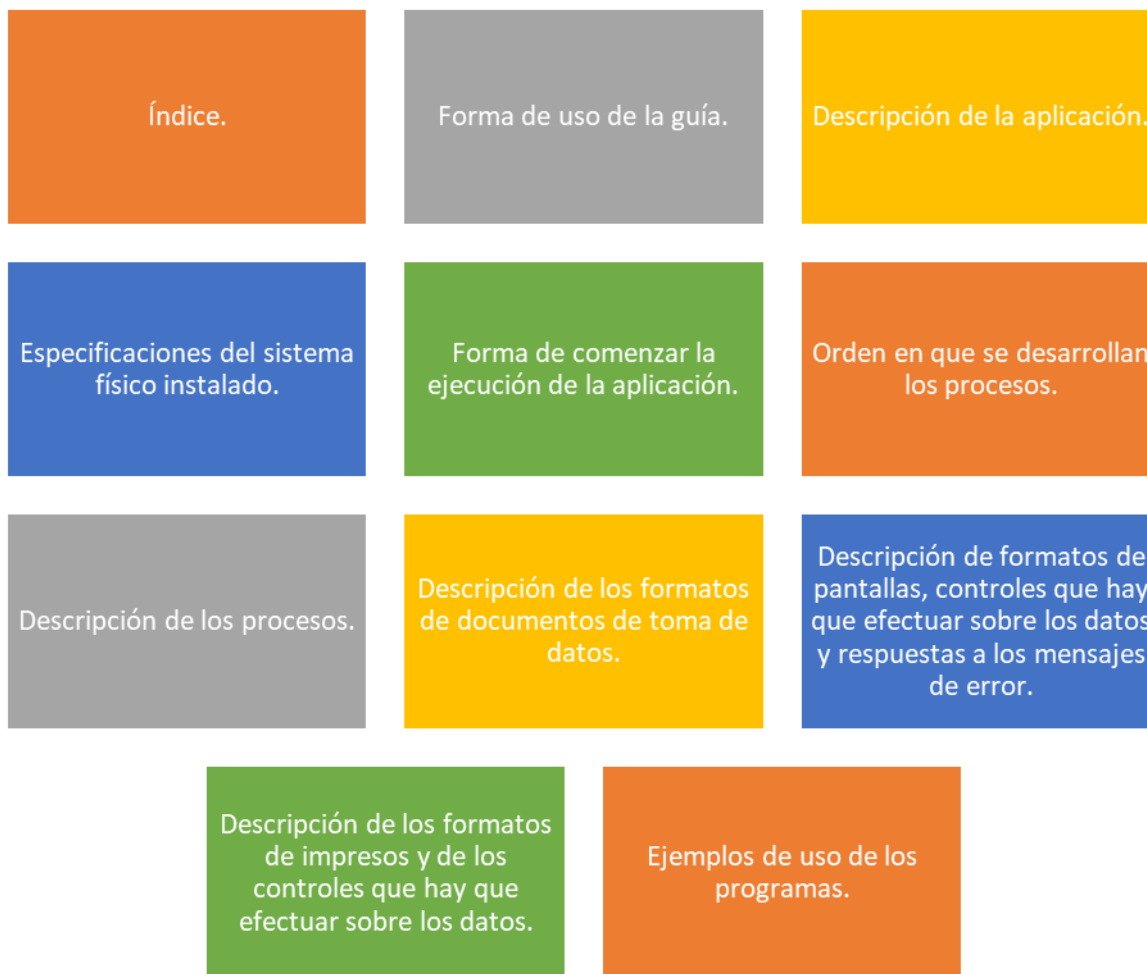 Índice.
Forma de uso de la guía.
Descripción de la aplicación.
Especificaciones del sistema
físico instalado.
Forma de comenzar la
ejecución de la aplicación.
Orden en que se desarrollan
los procesos.
Descripción de los procesos.
Descripción de los formatos
de documentos de toma de
datos.
Descripción de formatos de
pantallas, controles que hay
que efectuar sobre los datos
y respuestas a los mensajes
de error.
Descripción de los formatos
de impresos y de los
controles que hay que
efectuar sobre los datos.
Ejemplos de uso de los
programas.